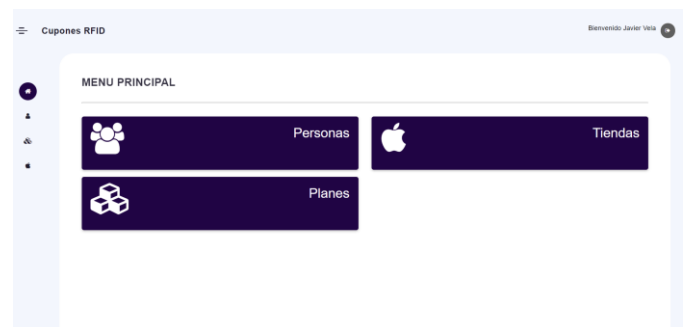 Cupones RFID
Bienvenido Javier Vela
MENU PRINCIPAL
Personas
Tiendas
Planes